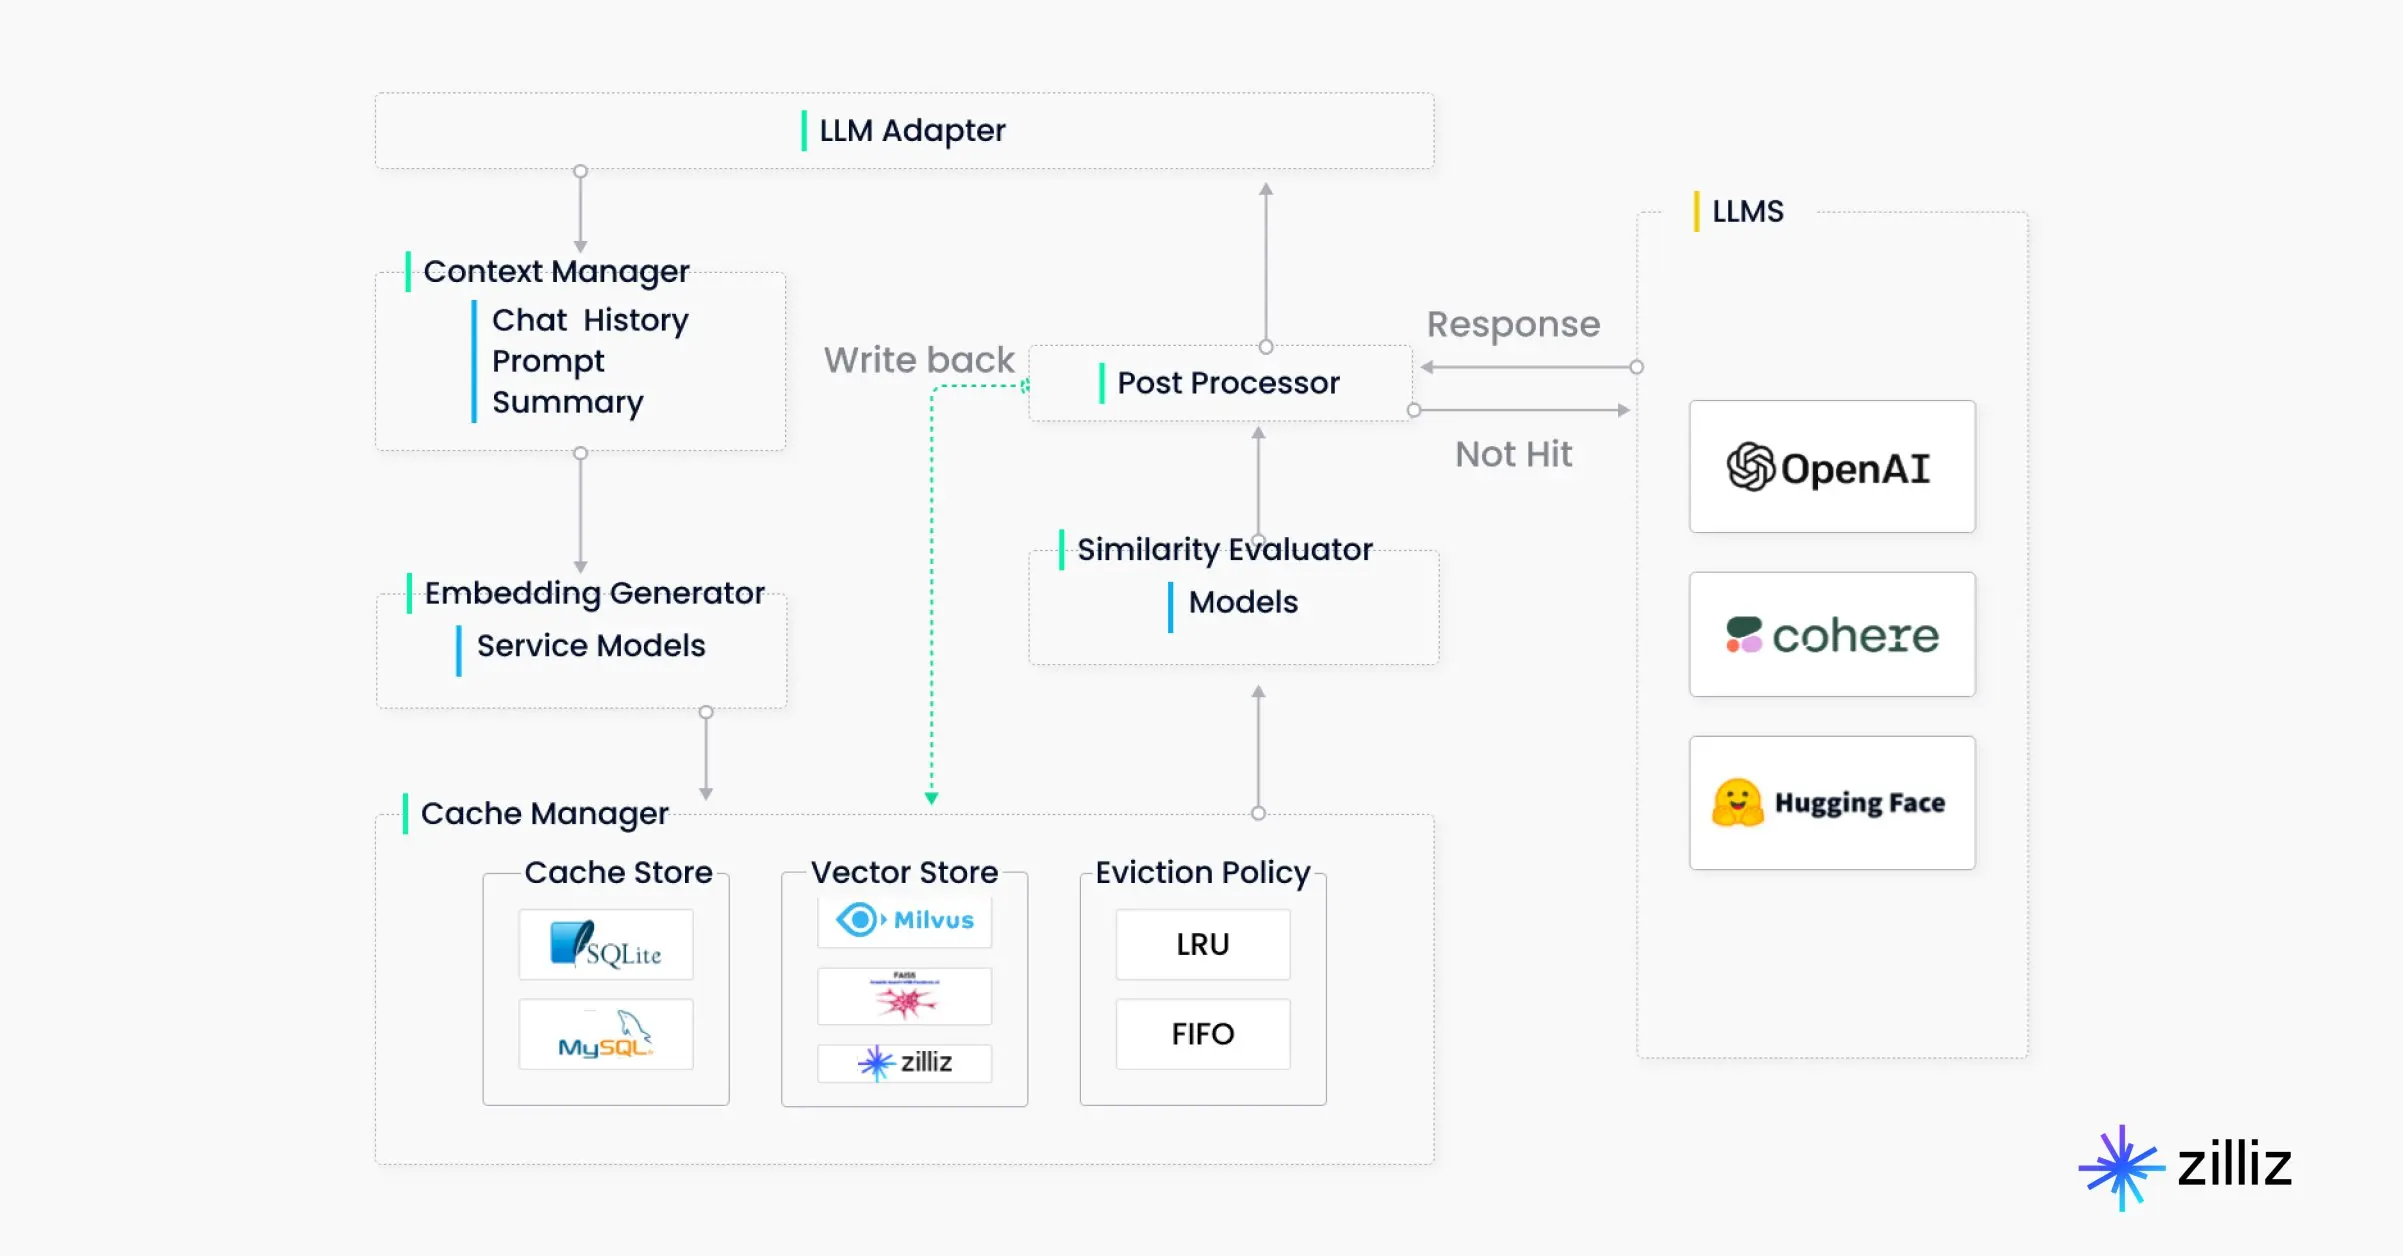 LLM Adapter
Context Manager
Chat History
Prompt
Summary
Embedding Generator
Service Models
Write back
Post Processor
Response
Not Hit
Similarity Evaluator
Models
LLMS
OpenAI
cohere
Hugging Face
Cache Manager
Cache Store
SQLite
MySQL
Vector Store
Milvus
FAISS
zilliz
Eviction Policy
LRU
FIFO
zilliz